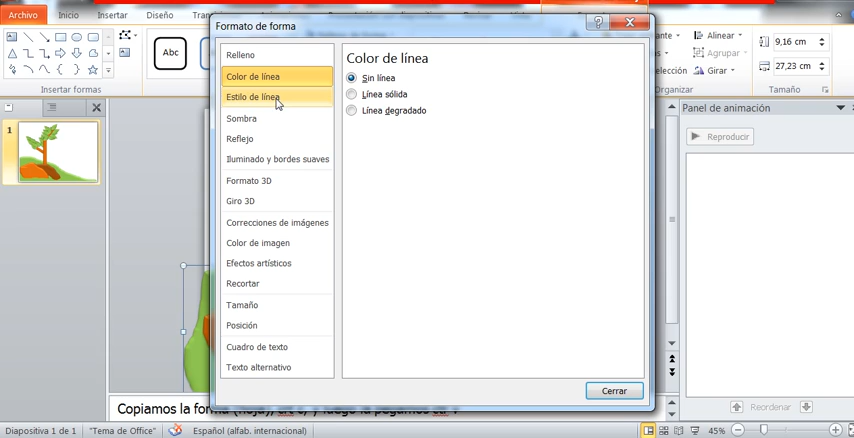 Archivo Inicio Insertar Diseño
Formato de forma
Abc
Insertar formas
Alinear
Agrupar
Girar
9,16 cm
27,23 cm
Tamaño
1
Relleno
Color de línea
Estilo de línea
Sombra
Reflejo
Iluminado y bordes suaves
Formato 3D
Giro 3D
Correcciones de imágenes
Color de imagen
Efectos artísticos
Recortar
Tamaño
Posición
Cuadro de texto
Texto alternativo
Color de línea
Sin línea
Línea sólida
Línea degradado
Cerrar
Panel de animación
Reproducir
Reordenar
Copiamos la forma (hoja),
Diapositiva 1 de 1 "Tema de Office" Español (alfab. internacional) 45%